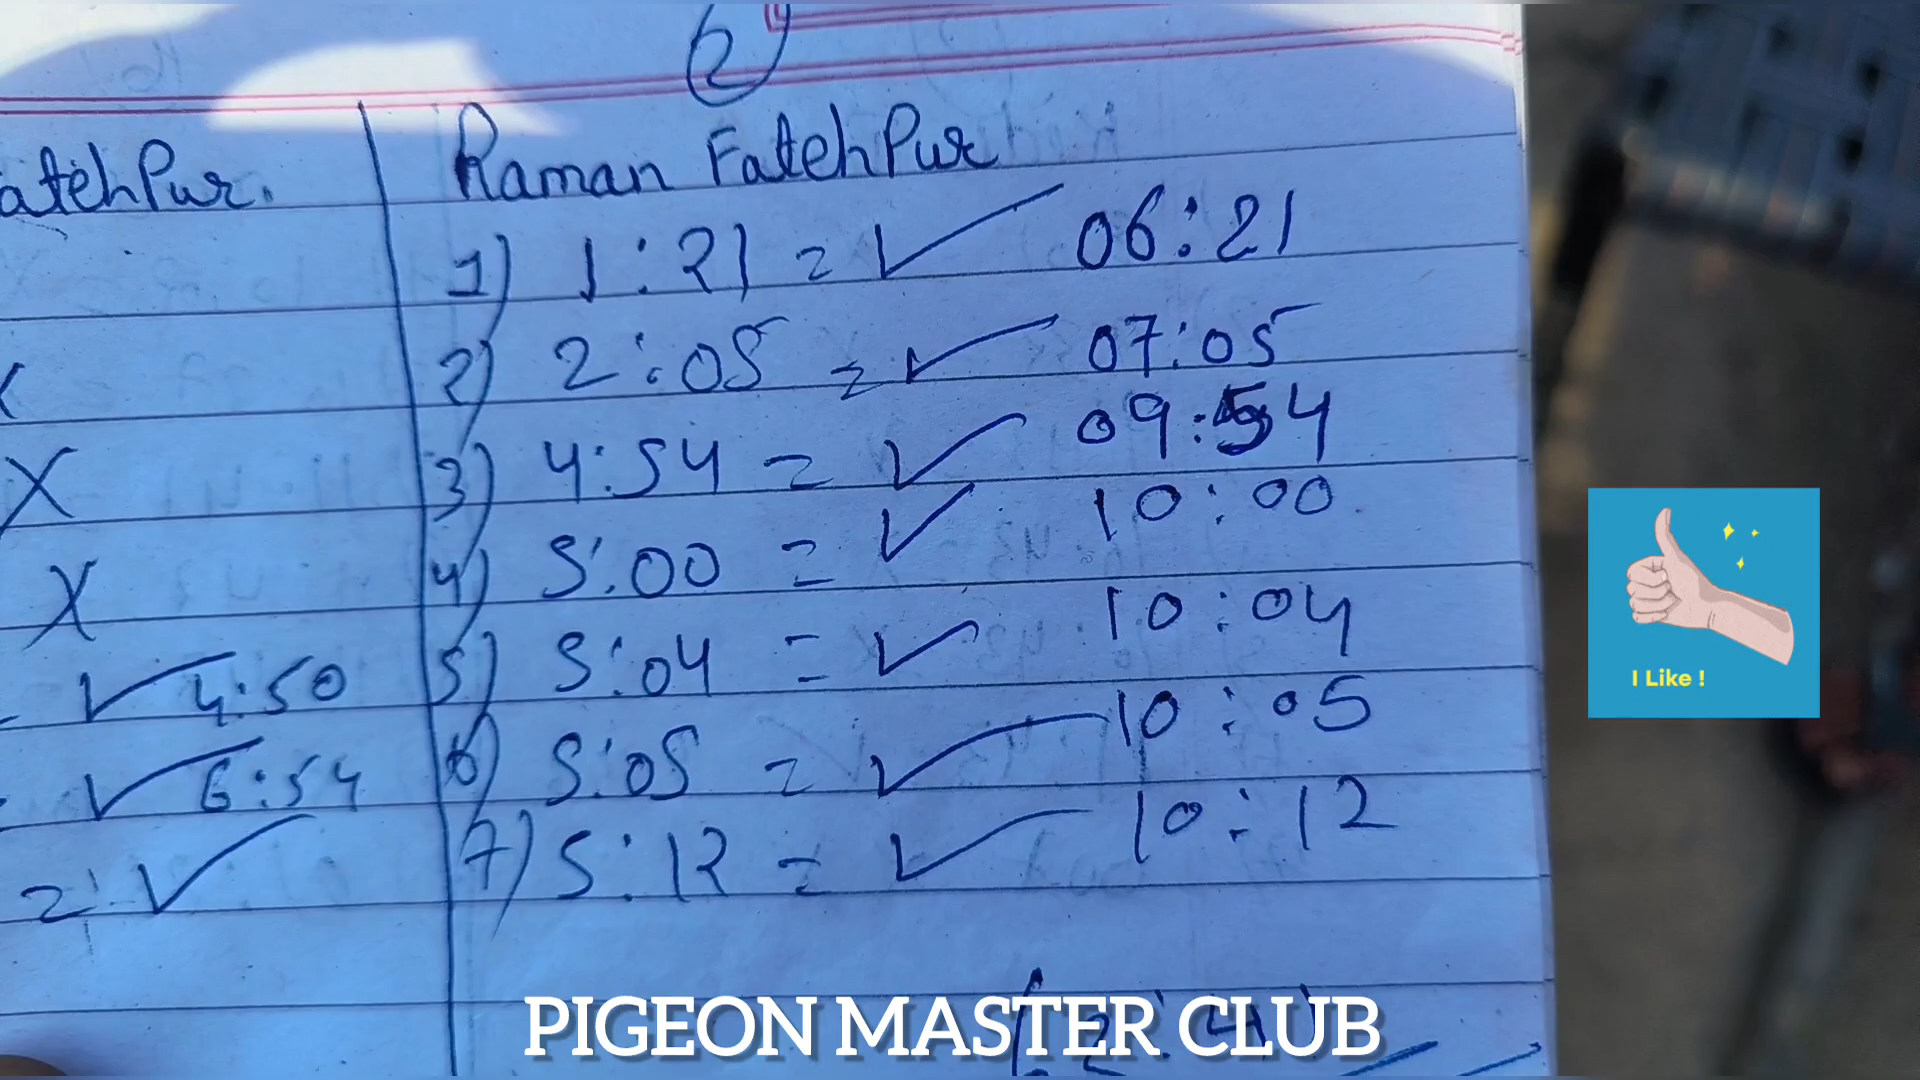 2
atehPur.
X
X
✓ 4:50
✓ 6:54
= ✓
Raman FatehPur
1) 1:21 = ✓ 06:21
2) 2:05 = ✓ 07:05
3) 4:54 = ✓ 09:54
4) 5:00 = ✓ 10:00
5) 5:04 = ✓ 10:04
6) 5:05 = ✓ 10:05
7) 5:12 = ✓ 10:12
I Like !
PIGEON MASTER CLUB